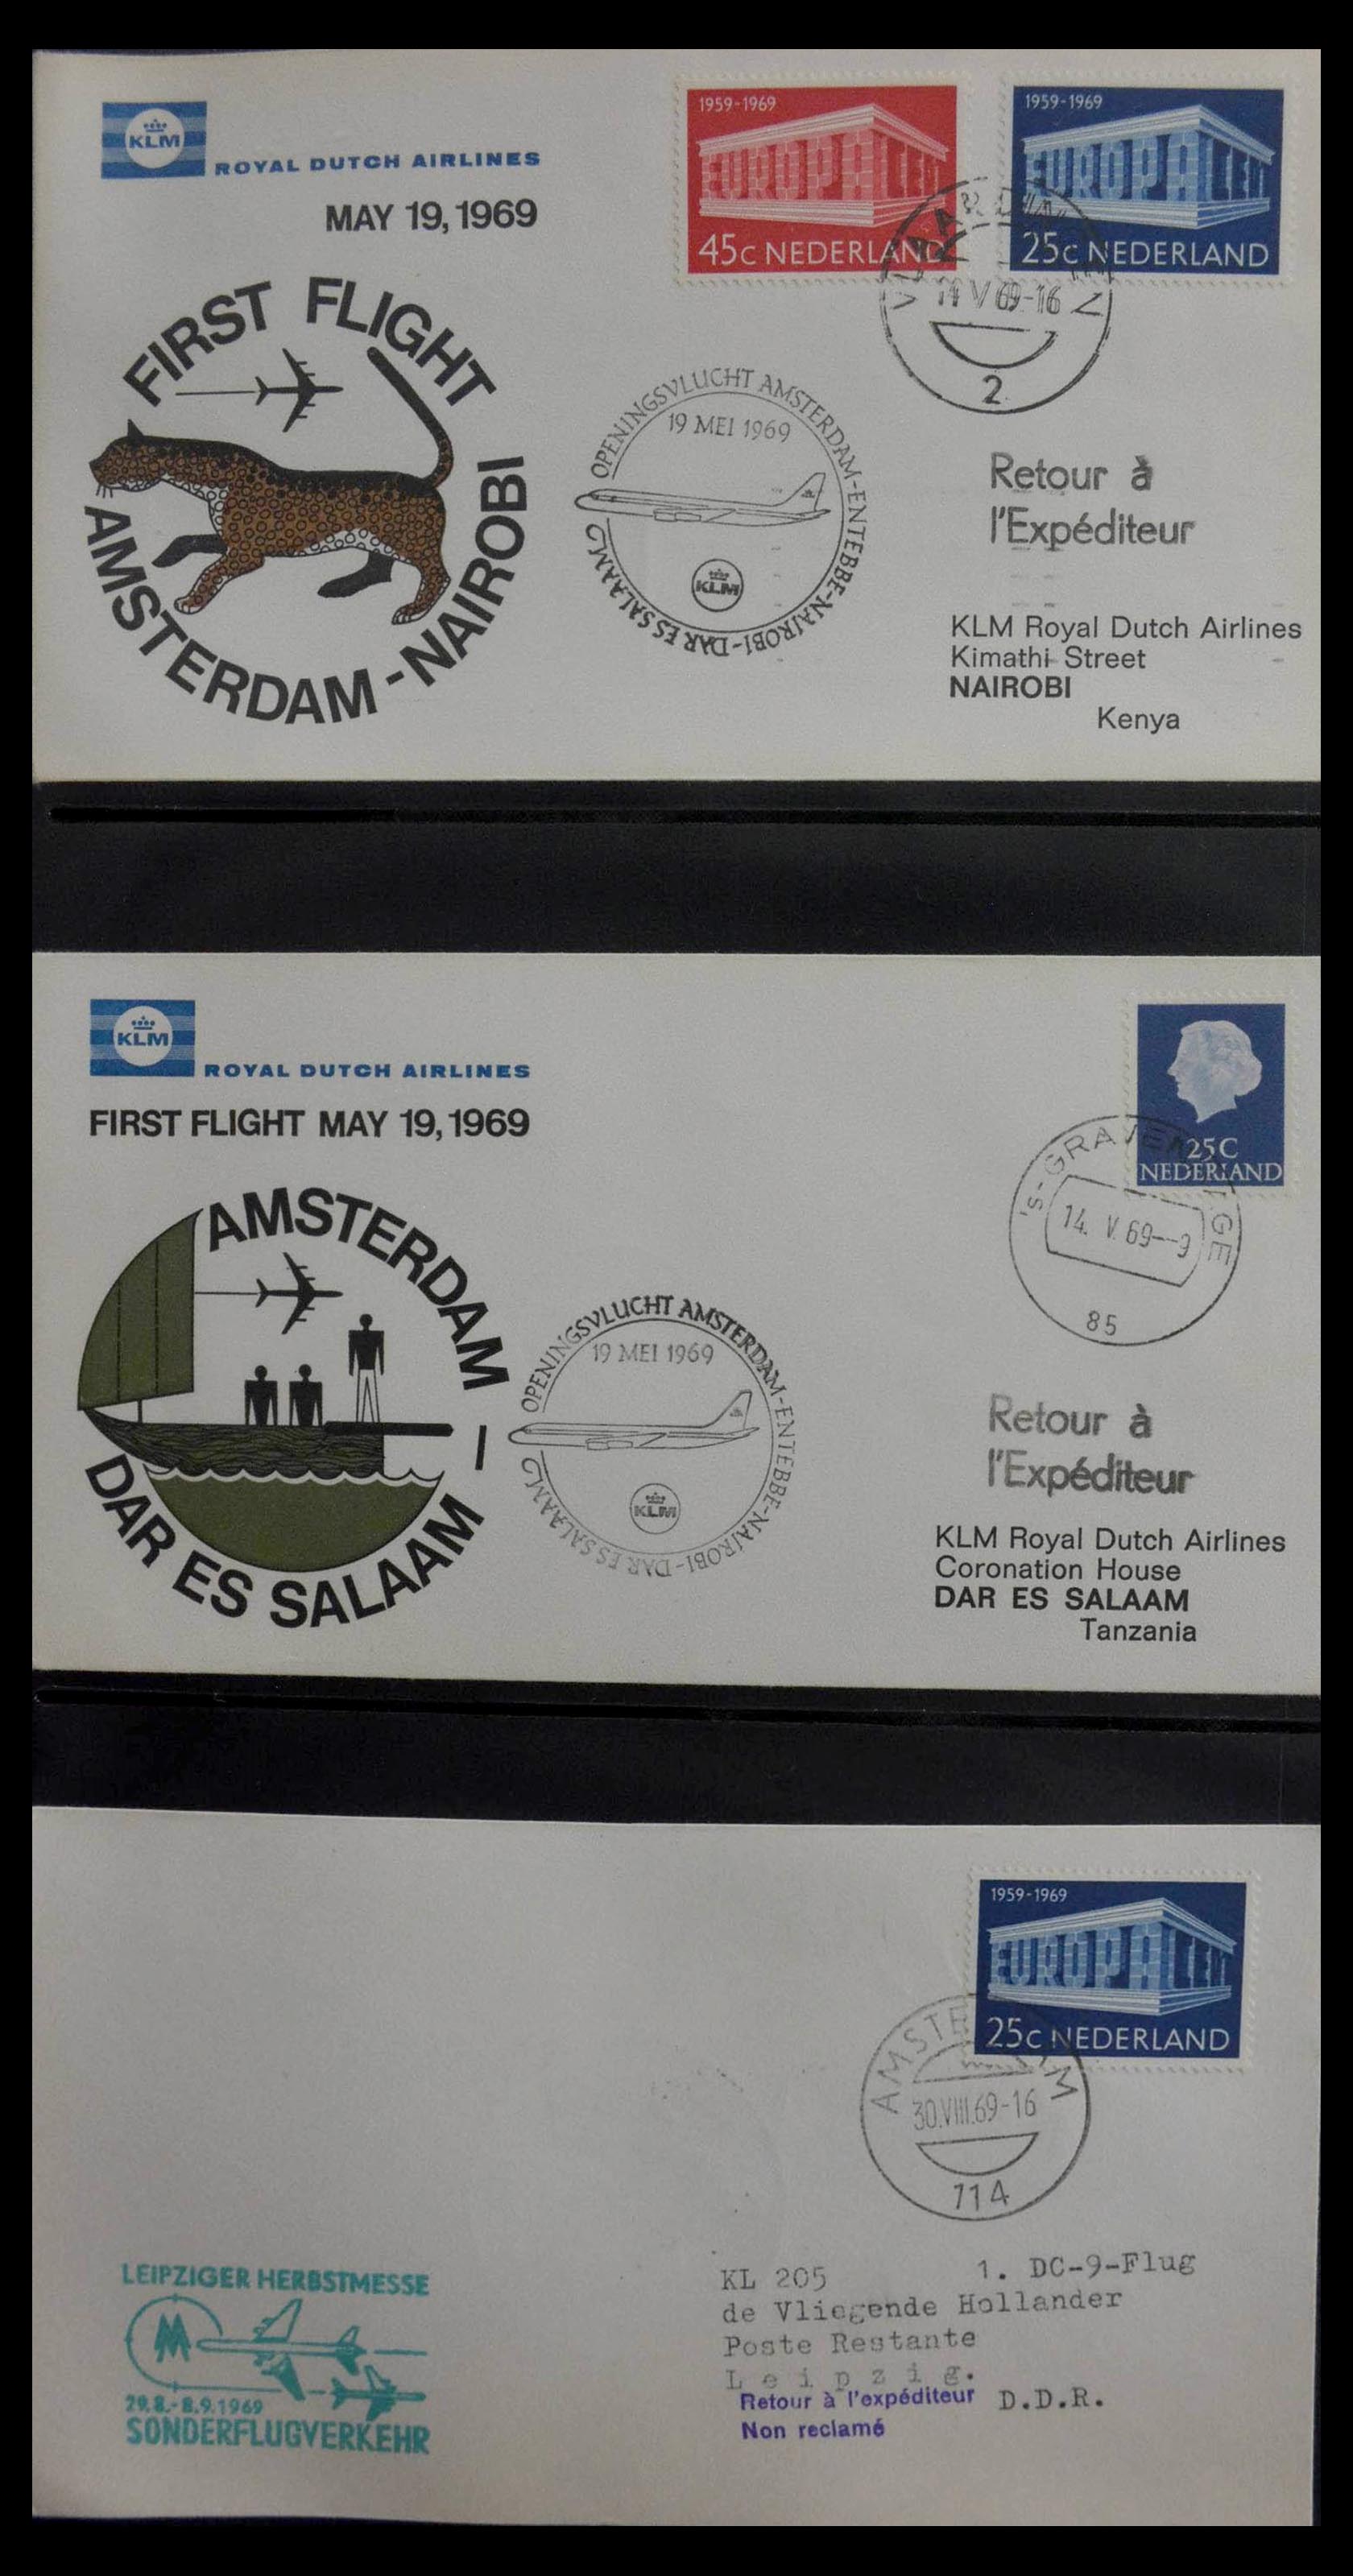 KLM
ROYAL DUTCH AIRLINES
MAY 19, 1969
FIRST FLIGHT
AMSTERDAM - NAIROBI
1959-1969
EUROPA CEPT
45c NEDERLAND
1959-1969
EUROPA CEPT
25c NEDERLAND
VLAARDINGEN
14 V 69-16
2
OPENINGSVLUCHT AMSTERDAM-ENTEBBE-NAIROBI-DAR ES SALAAM
19 MEI 1969
KLM
Retour à
l'Expéditeur
KLM Royal Dutch Airlines
Kimathi Street
NAIROBI
Kenya
KLM
ROYAL DUTCH AIRLINES
FIRST FLIGHT MAY 19, 1969
AMSTERDAM -
DAR ES SALAAM
OPENINGSVLUCHT AMSTERDAM-ENTEBBE-NAIROBI-DAR ES SALAAM
19 MEI 1969
KLM
25C
NEDERLAND
'S-GRAVENHAGE
14. V. 69--9
85
Retour à
l'Expéditeur
KLM Royal Dutch Airlines
Coronation House
DAR ES SALAAM
Tanzania
1959-1969
EUROPA CEPT
25c NEDERLAND
AMSTERDAM
30.VIII.69-16
114
LEIPZIGER HERBSTMESSE
29.8.-8.9.1969
SONDERFLUGVERKEHR
KL 205 1. DC-9-Flug
de Vliegende Hollander
Poste Restante
L e i p z i g.
Retour à l'expéditeur D.D.R.
Non reclamé